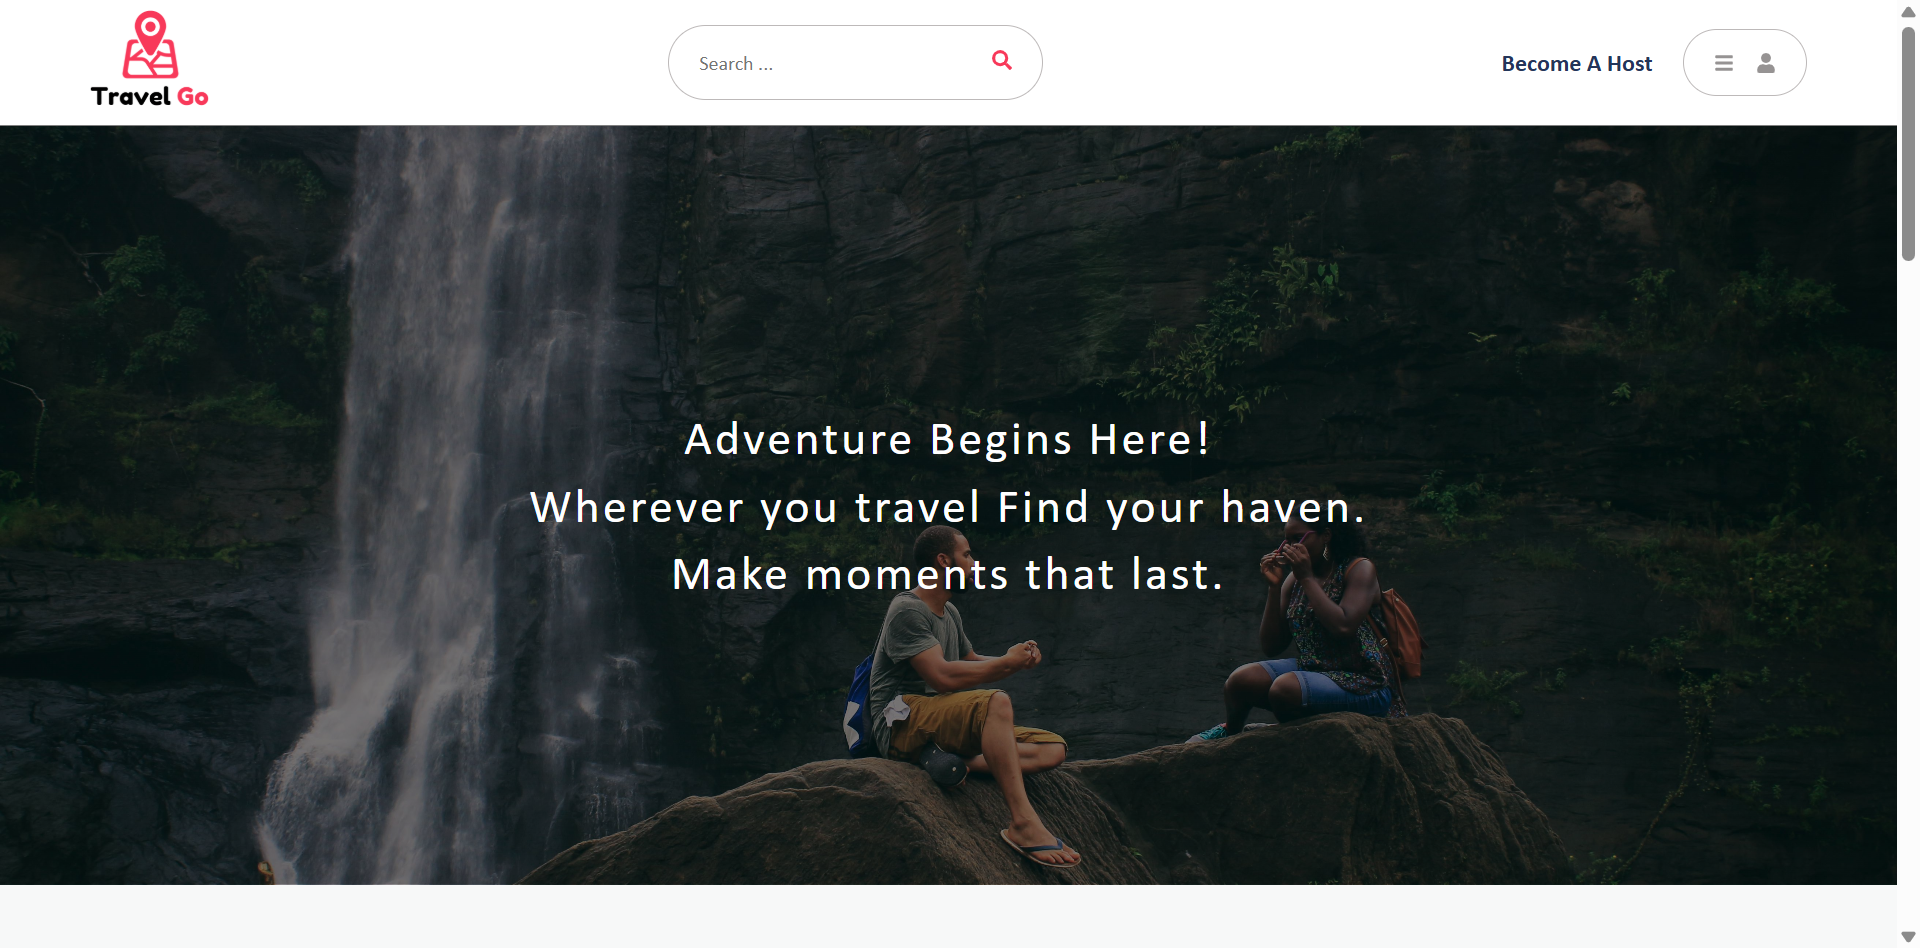 Travel Go
Search ...
Become A Host
Adventure Begins Here!
Wherever you travel Find your haven.
Make moments that last.